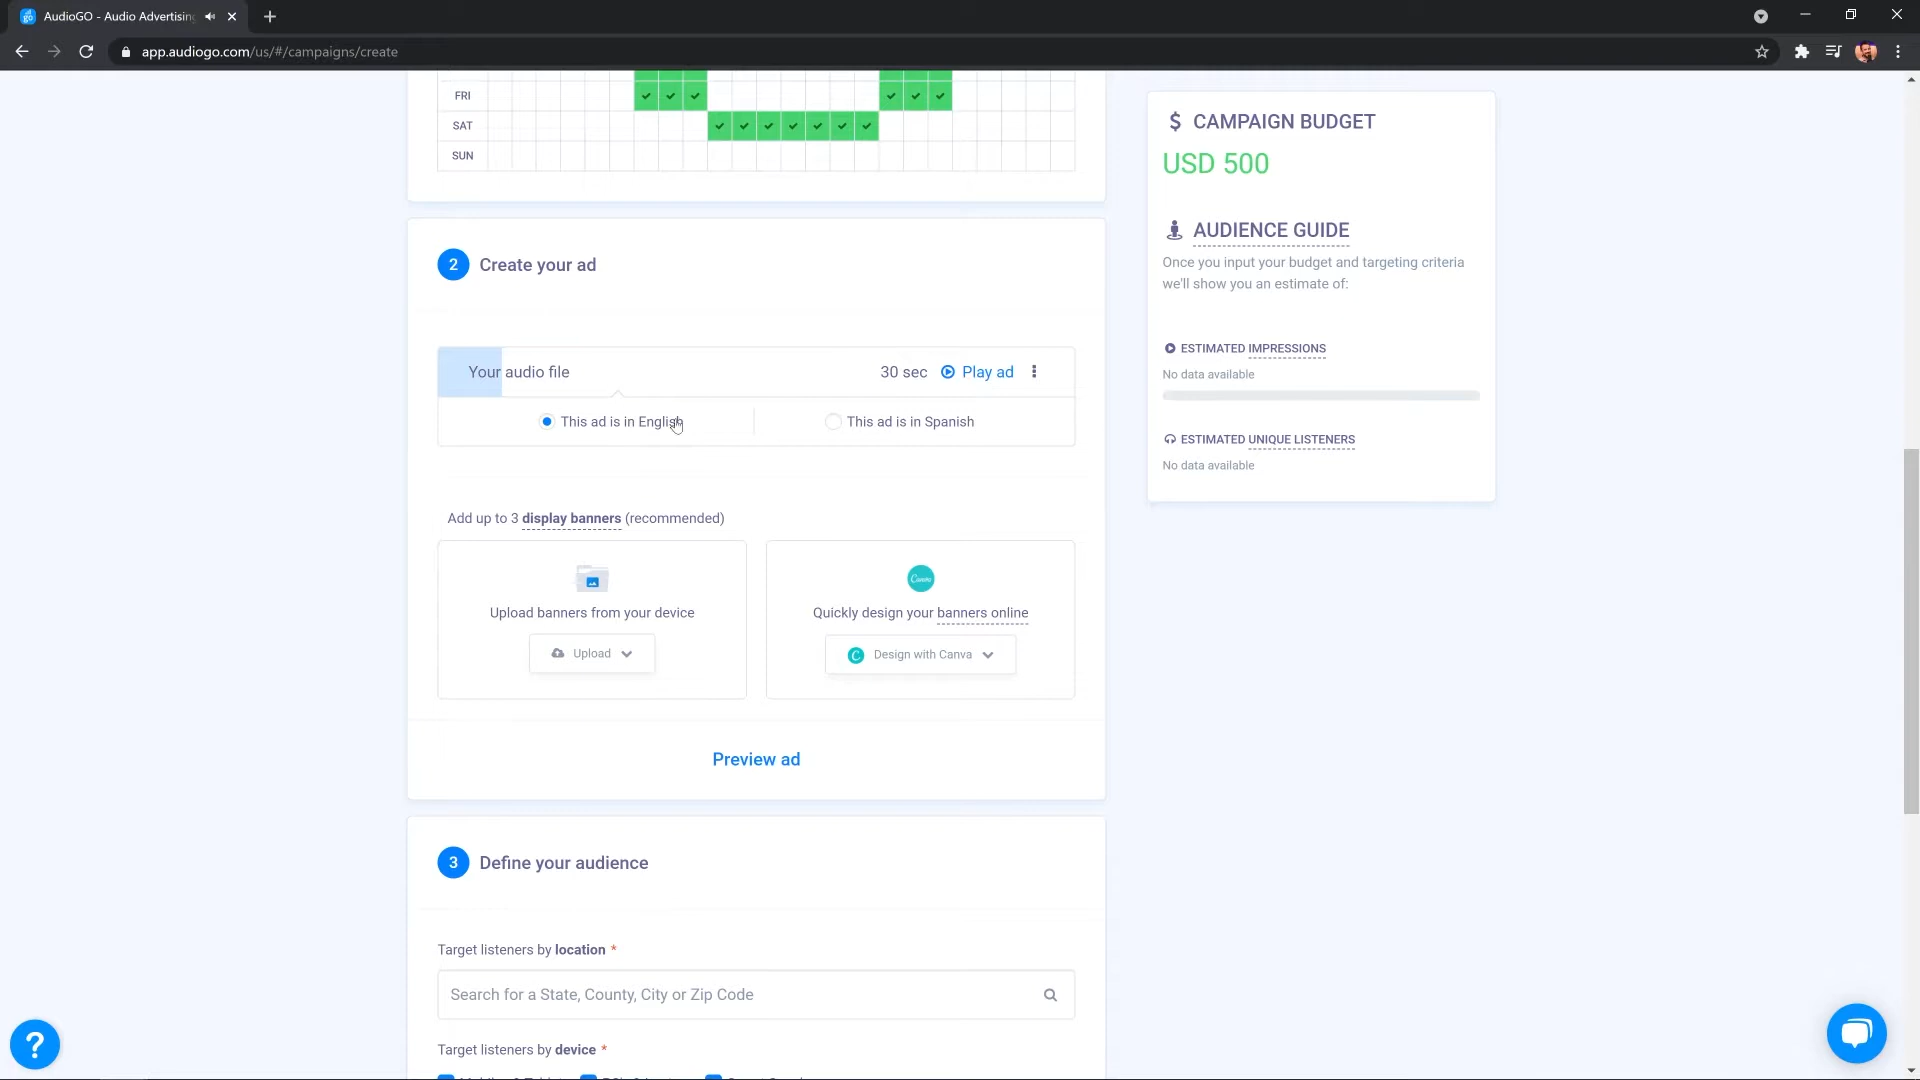 AudioGO - Audio Advertising
app.audiogo.com/us/#/campaigns/create
FRI
SAT
SUN
$ CAMPAIGN BUDGET
USD 500
AUDIENCE GUIDE
Once you input your budget and targeting criteria
we'll show you an estimate of:
ESTIMATED IMPRESSIONS
No data available
ESTIMATED UNIQUE LISTENERS
No data available
2 Create your ad
Your audio file 30 sec Play ad
This ad is in English This ad is in Spanish
Add up to 3 display banners (recommended)
Canva
Upload banners from your device
Quickly design your banners online
Upload
C Design with Canva
Preview ad
3 Define your audience
Target listeners by location *
Search for a State, County, City or Zip Code
Target listeners by device *
?